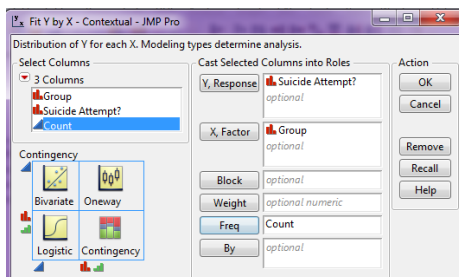 Fit Y by X - Contextual - JMP Pro
Distribution of Y for each X. Modeling types determine analysis.
Select Columns
3 Columns
Group
Suicide Attempt?
Count
Contingency
Bivariate Oneway
Logistic Contingency
Cast Selected Columns into Roles
Y, Response Suicide Attempt?
optional
X, Factor Group
optional
Block optional
Weight optional numeric
Freq Count
By optional
Action
OK
Cancel
Remove
Recall
Help